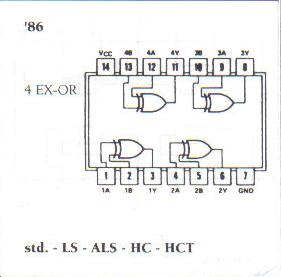 '86
VCC 4B 4A 4Y 3B 3A 3Y
14 13 12 11 10 9 8
4 EX-OR
1 2 3 4 5 6 7
1A 1B 1Y 2A 2B 2Y GND
std. - LS - ALS - HC - HCT